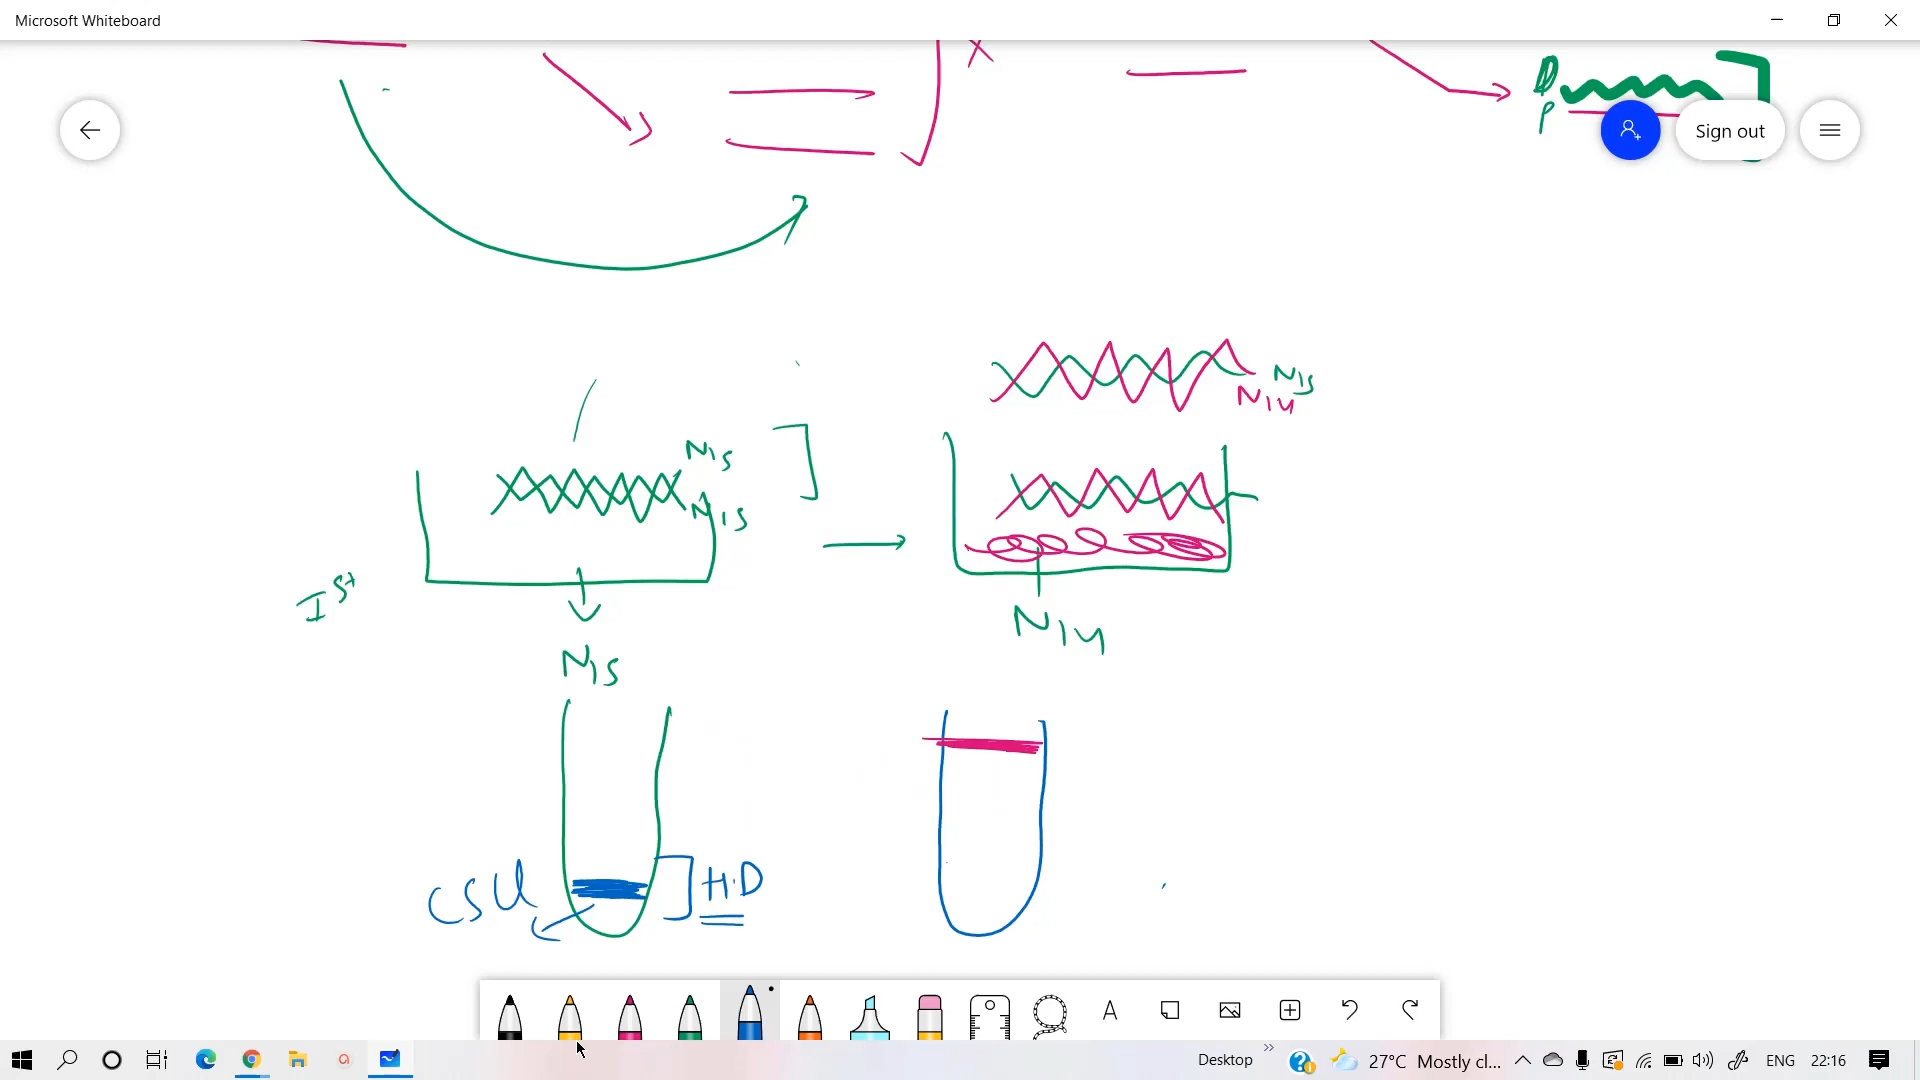 Microsoft Whiteboard
P
Sign out
N15
N14
N15
N15
Ist
N14
N15
CSCl
H.D
A
Desktop
27°C Mostly cl...
ENG
22:16